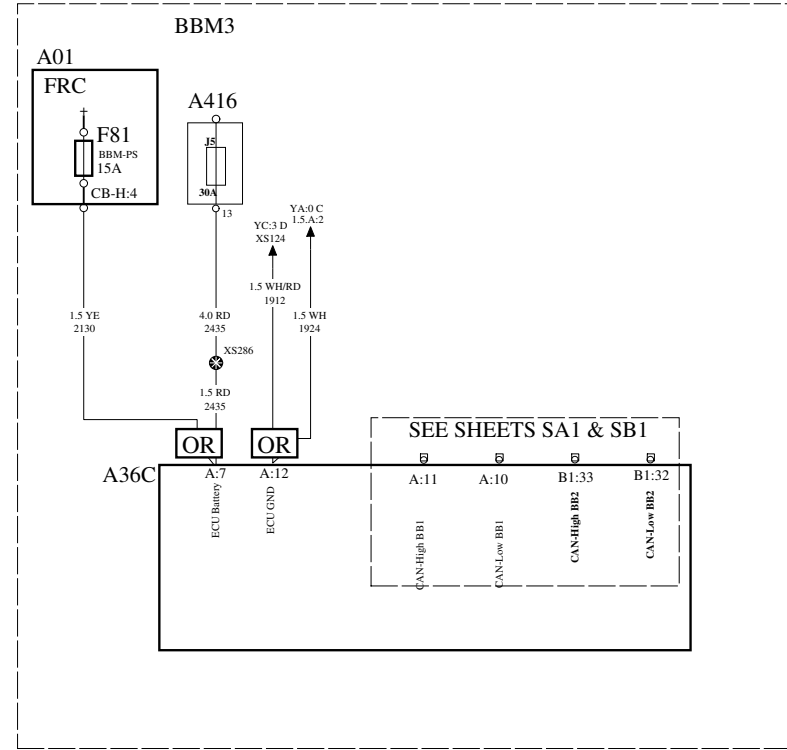 BBM3
A01
FRC
A416
+
F81
BBM-PS
15A
CB-H:4
J5
30A
13
YC:3 D
XS124
YA:0 C
1.5.A:2
1.5 YE
2130
4.0 RD
2435
1.5 WH/RD
1912
1.5 WH
1924
XS286
1.5 RD
2435
OR
OR
SEE SHEETS SA1 & SB1
A36C
A:7
A:12
A:11
A:10
B1:33
B1:32
ECU Battery
ECU GND
CAN-High BB1
CAN-Low BB1
CAN-High BB2
CAN-Low BB2